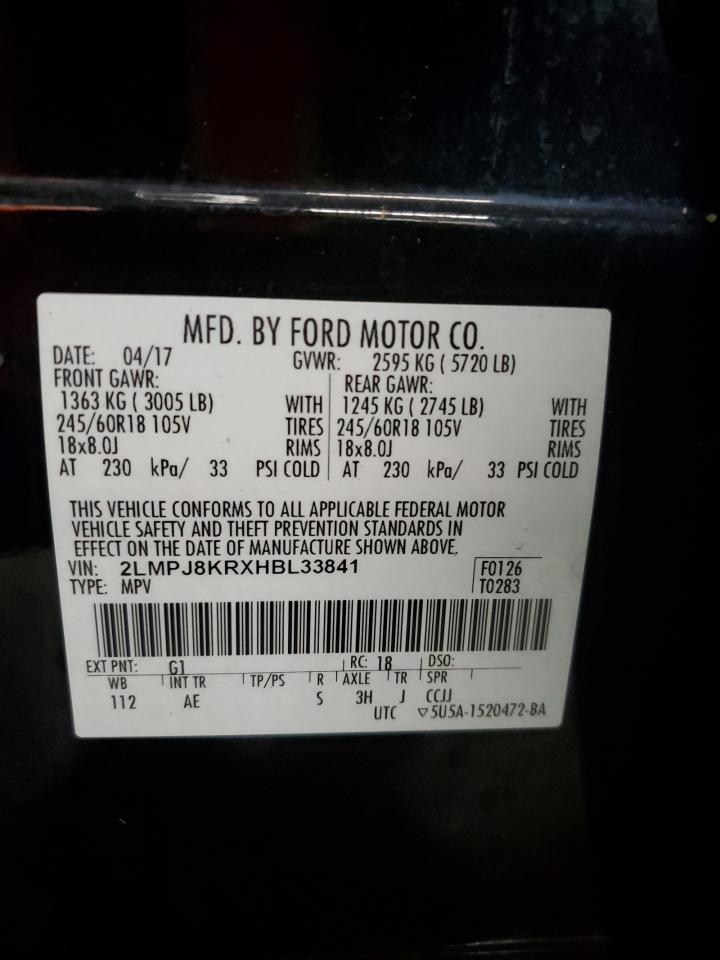 MFD. BY FORD MOTOR CO.
DATE: 04/17 GVWR: 2595 KG ( 5720 LB)
FRONT GAWR: REAR GAWR:
1363 KG ( 3005 LB) WITH 1245 KG ( 2745 LB) WITH
245/60R18 105V TIRES 245/60R18 105V TIRES
18x8.0J RIMS 18x8.0J RIMS
AT 230 kPa/ 33 PSI COLD AT 230 kPa/ 33 PSI COLD
THIS VEHICLE CONFORMS TO ALL APPLICABLE FEDERAL MOTOR
VEHICLE SAFETY AND THEFT PREVENTION STANDARDS IN
EFFECT ON THE DATE OF MANUFACTURE SHOWN ABOVE.
VIN: 2LMPJ8KRXHBL33841 F0126
TYPE: MPV T0283
EXT PNT: G1 RC: 18 DSO:
WB INT TR TP/PS R AXLE TR SPR
112 AE S 3H J CCJJ
UTC ▽5U5A-1520472-BA